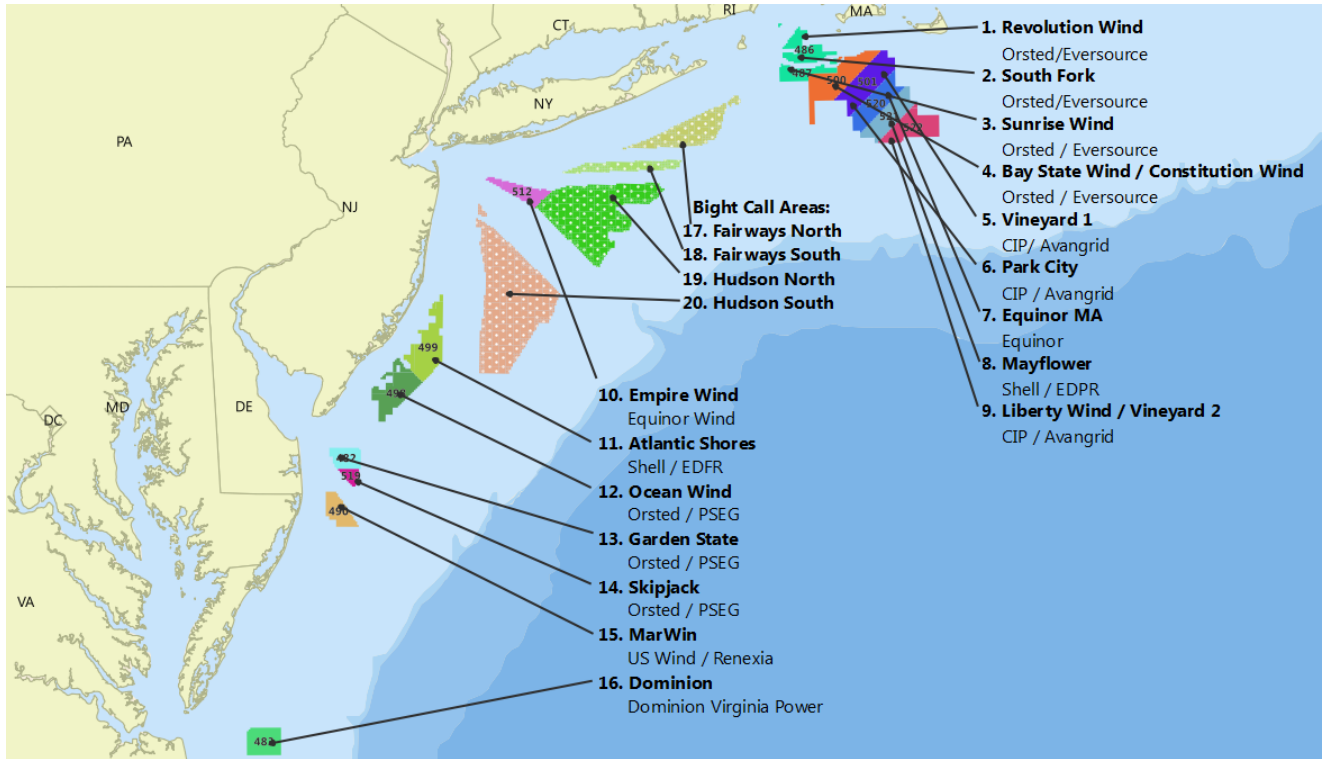 RI
MA
CT
NY
PA
NJ
MD
DE
DC
VA
486
487
500
501
520
522
512
499
498
482
519
490
483
1. Revolution Wind
Orsted/Eversource
2. South Fork
Orsted/Eversource
3. Sunrise Wind
Orsted / Eversource
4. Bay State Wind / Constitution Wind
Orsted / Eversource
5. Vineyard 1
CIP/ Avangrid
6. Park City
CIP / Avangrid
7. Equinor MA
Equinor
8. Mayflower
Shell / EDPR
9. Liberty Wind / Vineyard 2
CIP / Avangrid
Bight Call Areas:
17. Fairways North
18. Fairways South
19. Hudson North
20. Hudson South
10. Empire Wind
Equinor Wind
11. Atlantic Shores
Shell / EDFR
12. Ocean Wind
Orsted / PSEG
13. Garden State
Orsted / PSEG
14. Skipjack
Orsted / PSEG
15. MarWin
US Wind / Renexia
16. Dominion
Dominion Virginia Power